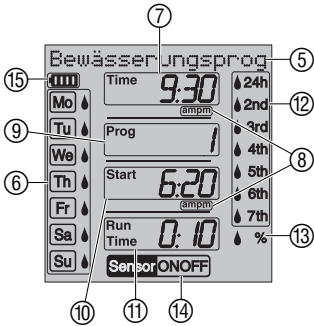 ⑦
Bewässerungsprog ⑤
⑮ Time 9:30 24h
Mo ampm 2nd ⑫
⑨ Tu Prog 1 3rd
We 4th ⑧
⑥ Th Start 6:20 5th
Fr ampm 6th
Sa Run 7th
Su Time 0:10 % ⑬
Sensor ONOFF
⑩ ⑪ ⑭